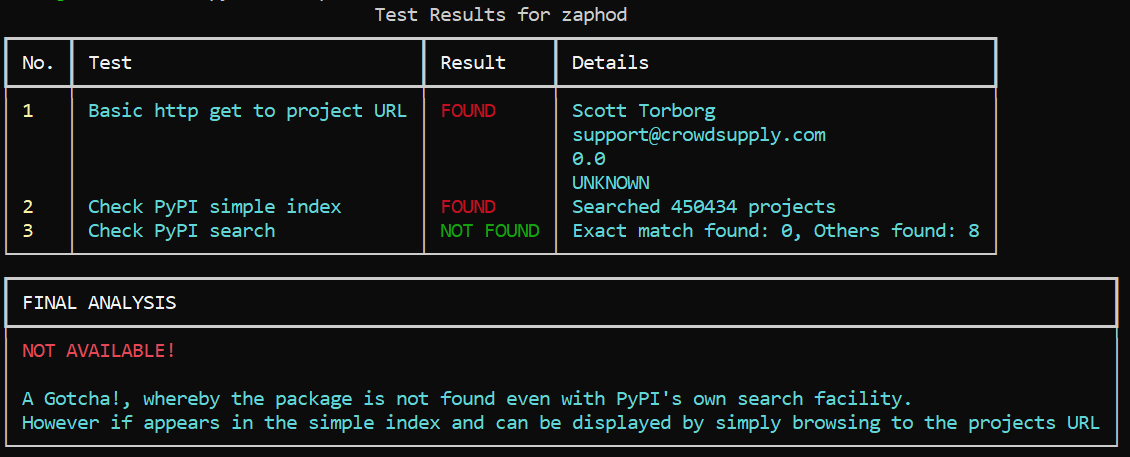 Test Results for zaphod
No. Test Result Details
1 Basic http get to project URL FOUND Scott Torborg
support@crowdsupply.com
0.0
UNKNOWN
2 Check PyPI simple index FOUND Searched 450434 projects
3 Check PyPI search NOT FOUND Exact match found: 0, Others found: 8
FINAL ANALYSIS
NOT AVAILABLE!
A Gotcha!, whereby the package is not found even with PyPI's own search facility.
However if appears in the simple index and can be displayed by simply browsing to the projects URL